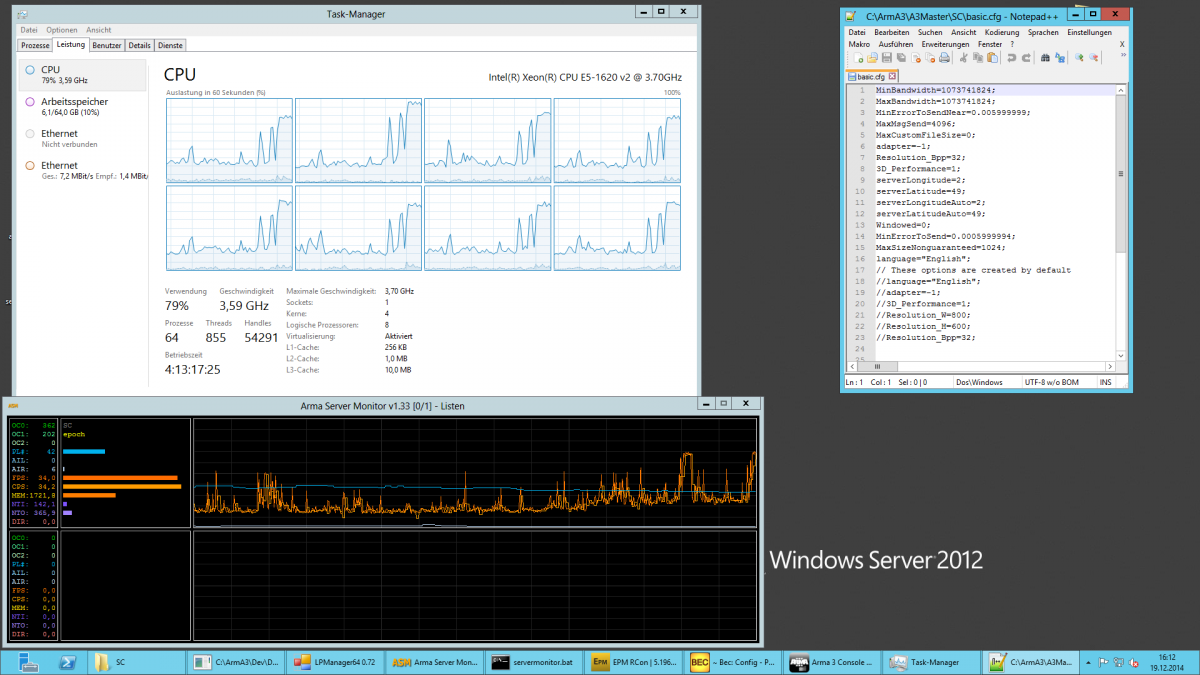 Task-Manager
Datei Optionen Ansicht
Prozesse Leistung Benutzer Details Dienste
CPU
79% 3,59 GHz
Arbeitsspeicher
6,1/64,0 GB (10%)
Ethernet
Nicht verbunden
Ethernet
Ges.: 7,2 MBit/s Empf.: 1,4 MBit/
CPU
Intel(R) Xeon(R) CPU E5-1620 v2 @ 3.70GHz
Auslastung in 60 Sekunden (%)
100%
Verwendung Geschwindigkeit
79% 3,59 GHz
Prozesse Threads Handles
64 855 54291
Betriebszeit
4:13:17:25
Maximale Geschwindigkeit: 3,70 GHz
Sockets: 1
Kerne: 4
Logische Prozessoren: 8
Virtualisierung: Aktiviert
L1-Cache: 256 KB
L2-Cache: 1,0 MB
L3-Cache: 10,0 MB
C:\ArmA3\A3Master\SC\basic.cfg - Notepad++
Datei Bearbeiten Suchen Ansicht Kodierung Sprachen Einstellungen
Makro Ausführen Erweiterungen Fenster ? X
basic.cfg
1 MinBandwidth=1073741824;
2 MaxBandwidth=1073741824;
3 MinErrorToSendNear=0.005999999;
4 MaxMsgSend=4096;
5 MaxCustomFileSize=0;
6 adapter=-1;
7 Resolution_Bpp=32;
8 3D_Performance=1;
9 serverLongitude=2;
10 serverLatitude=49;
11 serverLongitudeAuto=2;
12 serverLatitudeAuto=49;
13 Windowed=0;
14 MinErrorToSend=0.0005999994;
15 MaxSizeNonguaranteed=1024;
16 language="English";
17 // These options are created by default
18 //language="English";
19 //adapter=-1;
20 //3D_Performance=1;
21 //Resolution_W=800;
22 //Resolution_H=600;
23 //Resolution_Bpp=32;
24
25
Ln : 1 Col : 1 Sel : 0 | 0 Dos\Windows UTF-8 w/o BOM INS
ASM Arma Server Monitor v1.33 [0/1] - Listen
OC0: 362 SC
OC1: 202 epoch
OC2: 0
PL#: 42
AIL: 0
AIR: 6
FPS: 34,0
CPS: 34,2
MEM:1721,8
NTI: 142,1
NTO: 365,9
DIR: 0,0
OC0: 0
OC1: 0
OC2: 0
PL#: 0
AIL: 0
AIR: 0
FPS: 0,0
CPS: 0,0
MEM: 0,0
NTI: 0,0
NTO: 0,0
DIR: 0,0
Windows Server 2012
SC
C:\ArmA3\Dev\D...
LPManager64 0.72
ASM Arma Server Mon...
servermonitor.bat
EPM EPM RCon | 5.196...
BEC ~ Bec: Config - P...
Arma 3 Console ...
Task-Manager
C:\ArmA3\A3Ma...
16:12
19.12.2014